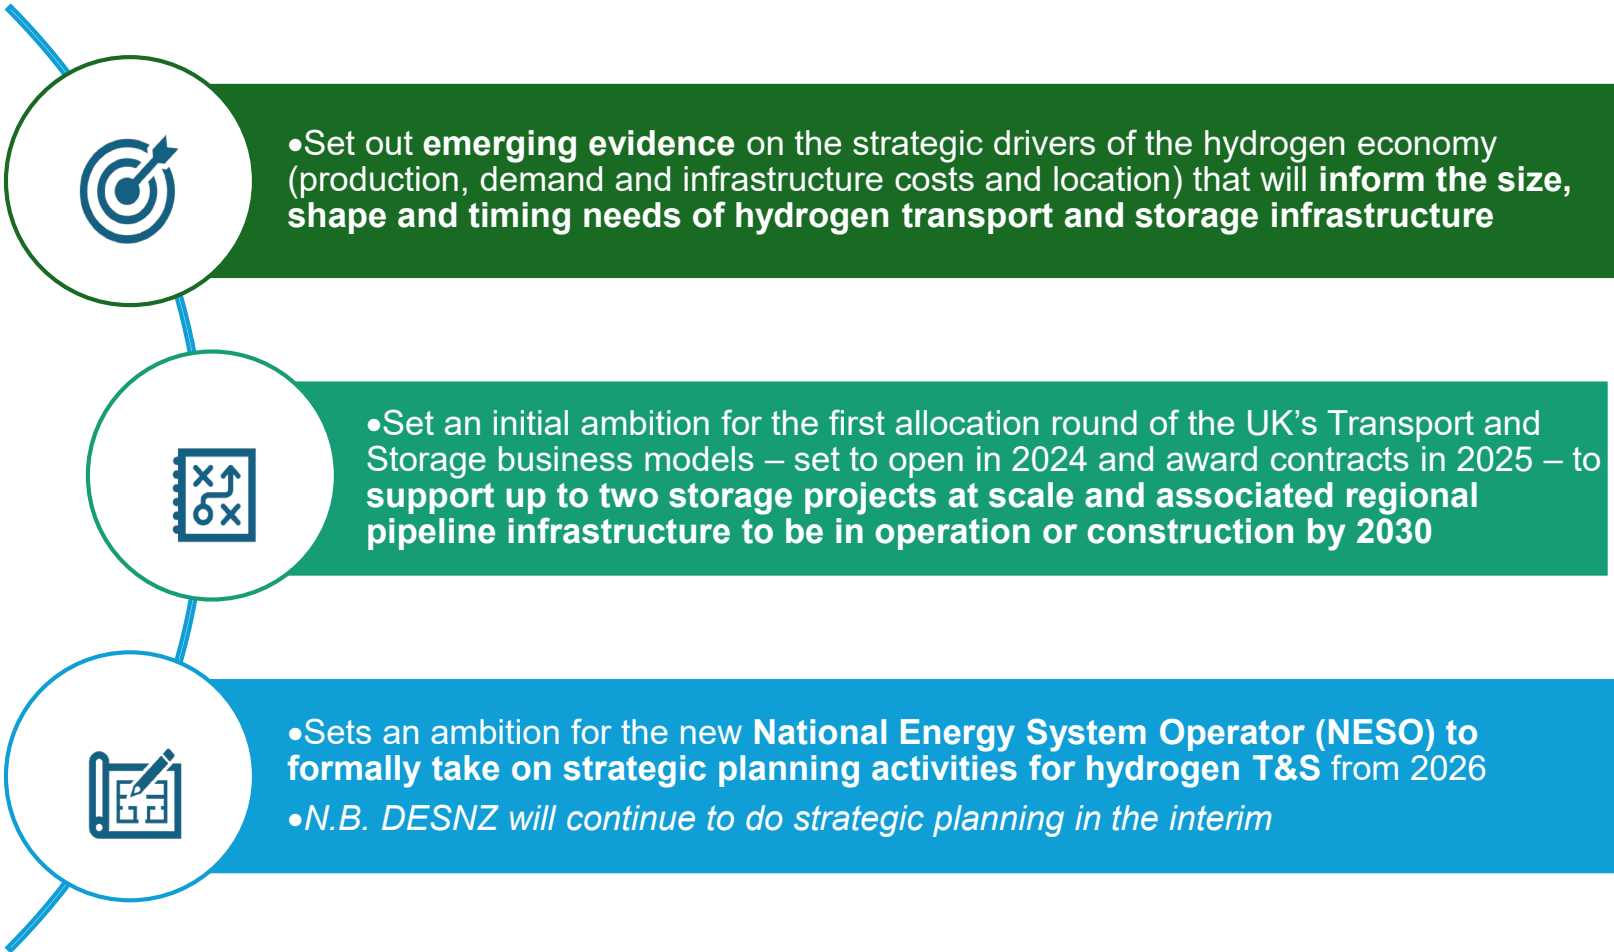 •Set out emerging evidence on the strategic drivers of the hydrogen economy
(production, demand and infrastructure costs and location) that will inform the size,
shape and timing needs of hydrogen transport and storage infrastructure
•Set an initial ambition for the first allocation round of the UK’s Transport and
Storage business models – set to open in 2024 and award contracts in 2025 – to
support up to two storage projects at scale and associated regional
pipeline infrastructure to be in operation or construction by 2030
•Sets an ambition for the new National Energy System Operator (NESO) to
formally take on strategic planning activities for hydrogen T&S from 2026
•N.B. DESNZ will continue to do strategic planning in the interim